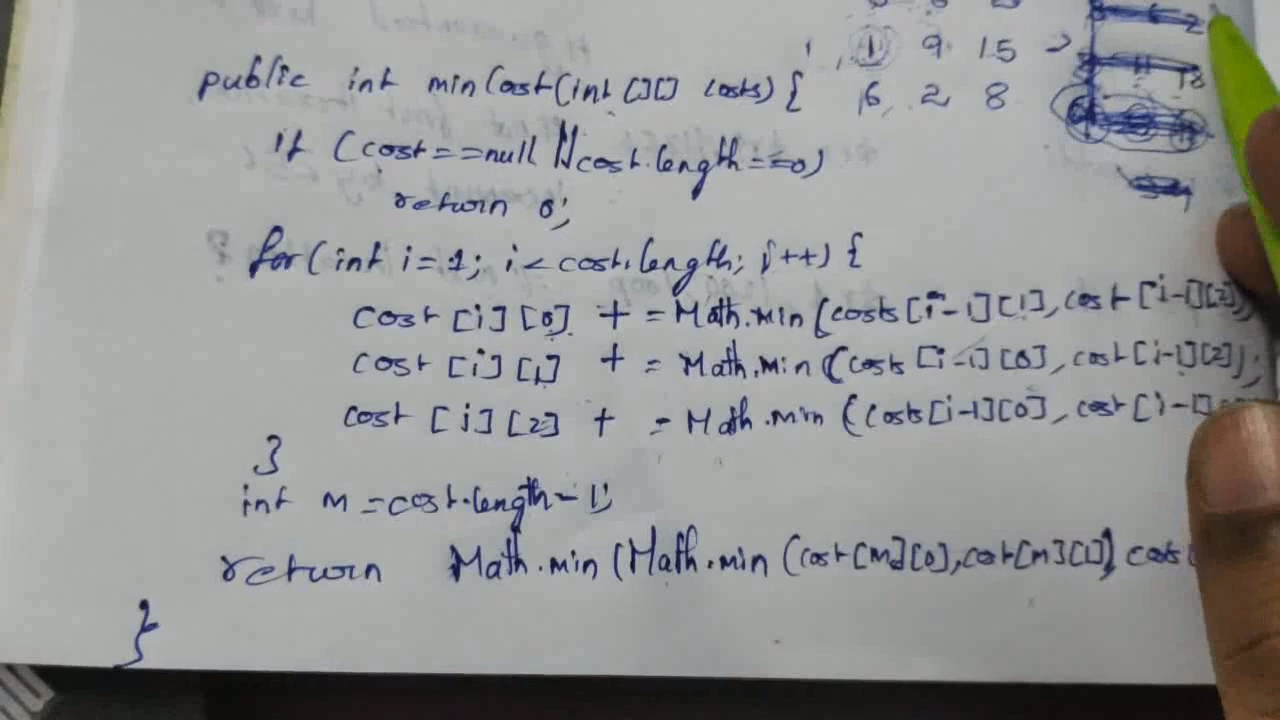 1 9 15 →
public int minCost(int[][] costs) { 6 2 8
18
if (cost==null || cost.length==0)
return 0;
for(int i=1; i<cost.length; i++) {
cost [i][0] += Math.min(costs[i-1][1], cost[i-1][2])
cost [i][1] += Math.min (costs [i-1][0], cost[i-1][2]);
cost [i][2] += Math.min (costs[i-1][0], cost[i-1]
}
int m=cost.length-1;
return Math.min (Math.min (cost[m][0],cost[m][1])
}